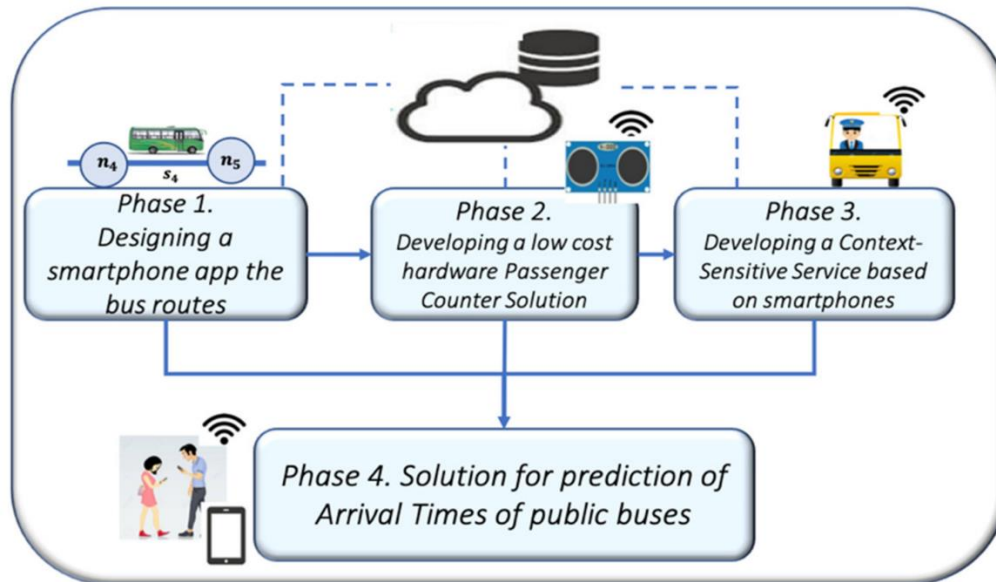 n₄
n₅
s₄
Phase 1.
Designing a
smartphone app the
bus routes
Phase 2.
Developing a low cost
hardware Passenger
Counter Solution
Phase 3.
Developing a Context-
Sensitive Service based
on smartphones
Phase 4. Solution for prediction of
Arrival Times of public buses